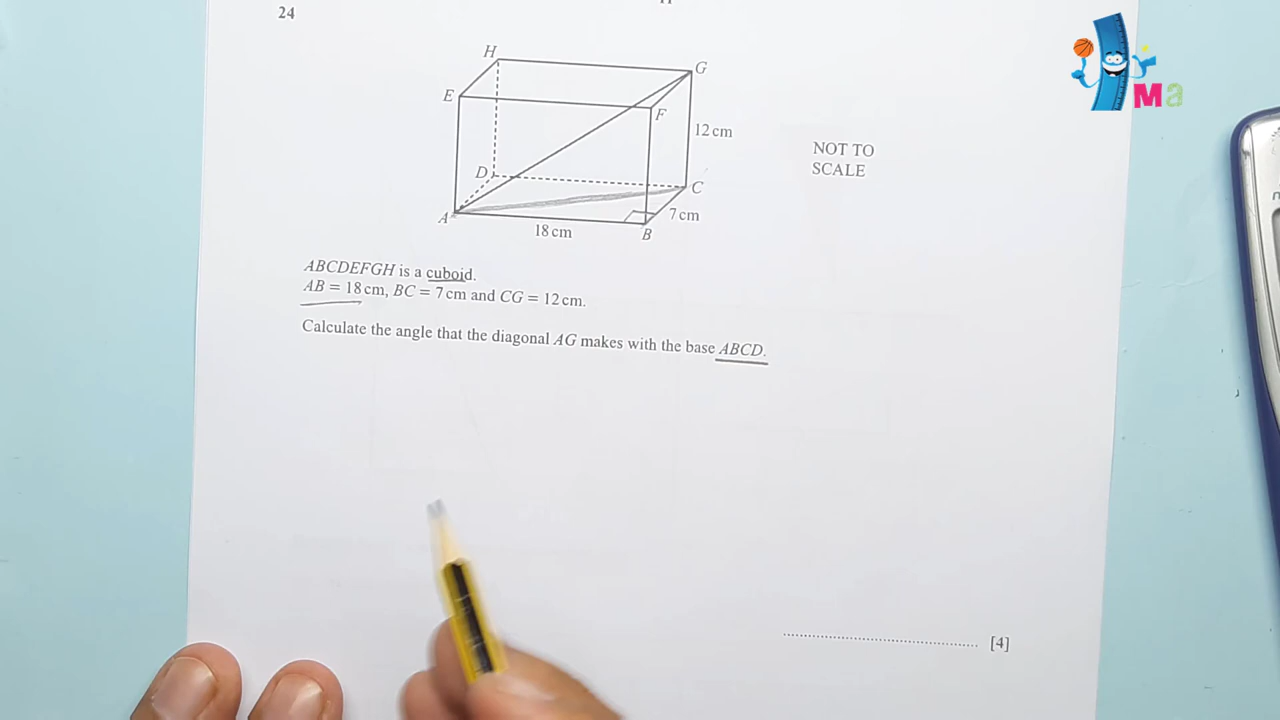 24
H
G
E
F
12 cm
NOT TO
SCALE
D
C
A
7 cm
18 cm
B
ABCDEFGH is a cuboid.
AB = 18 cm, BC = 7 cm and CG = 12 cm.
Calculate the angle that the diagonal AG makes with the base ABCD.
[4]
Ma